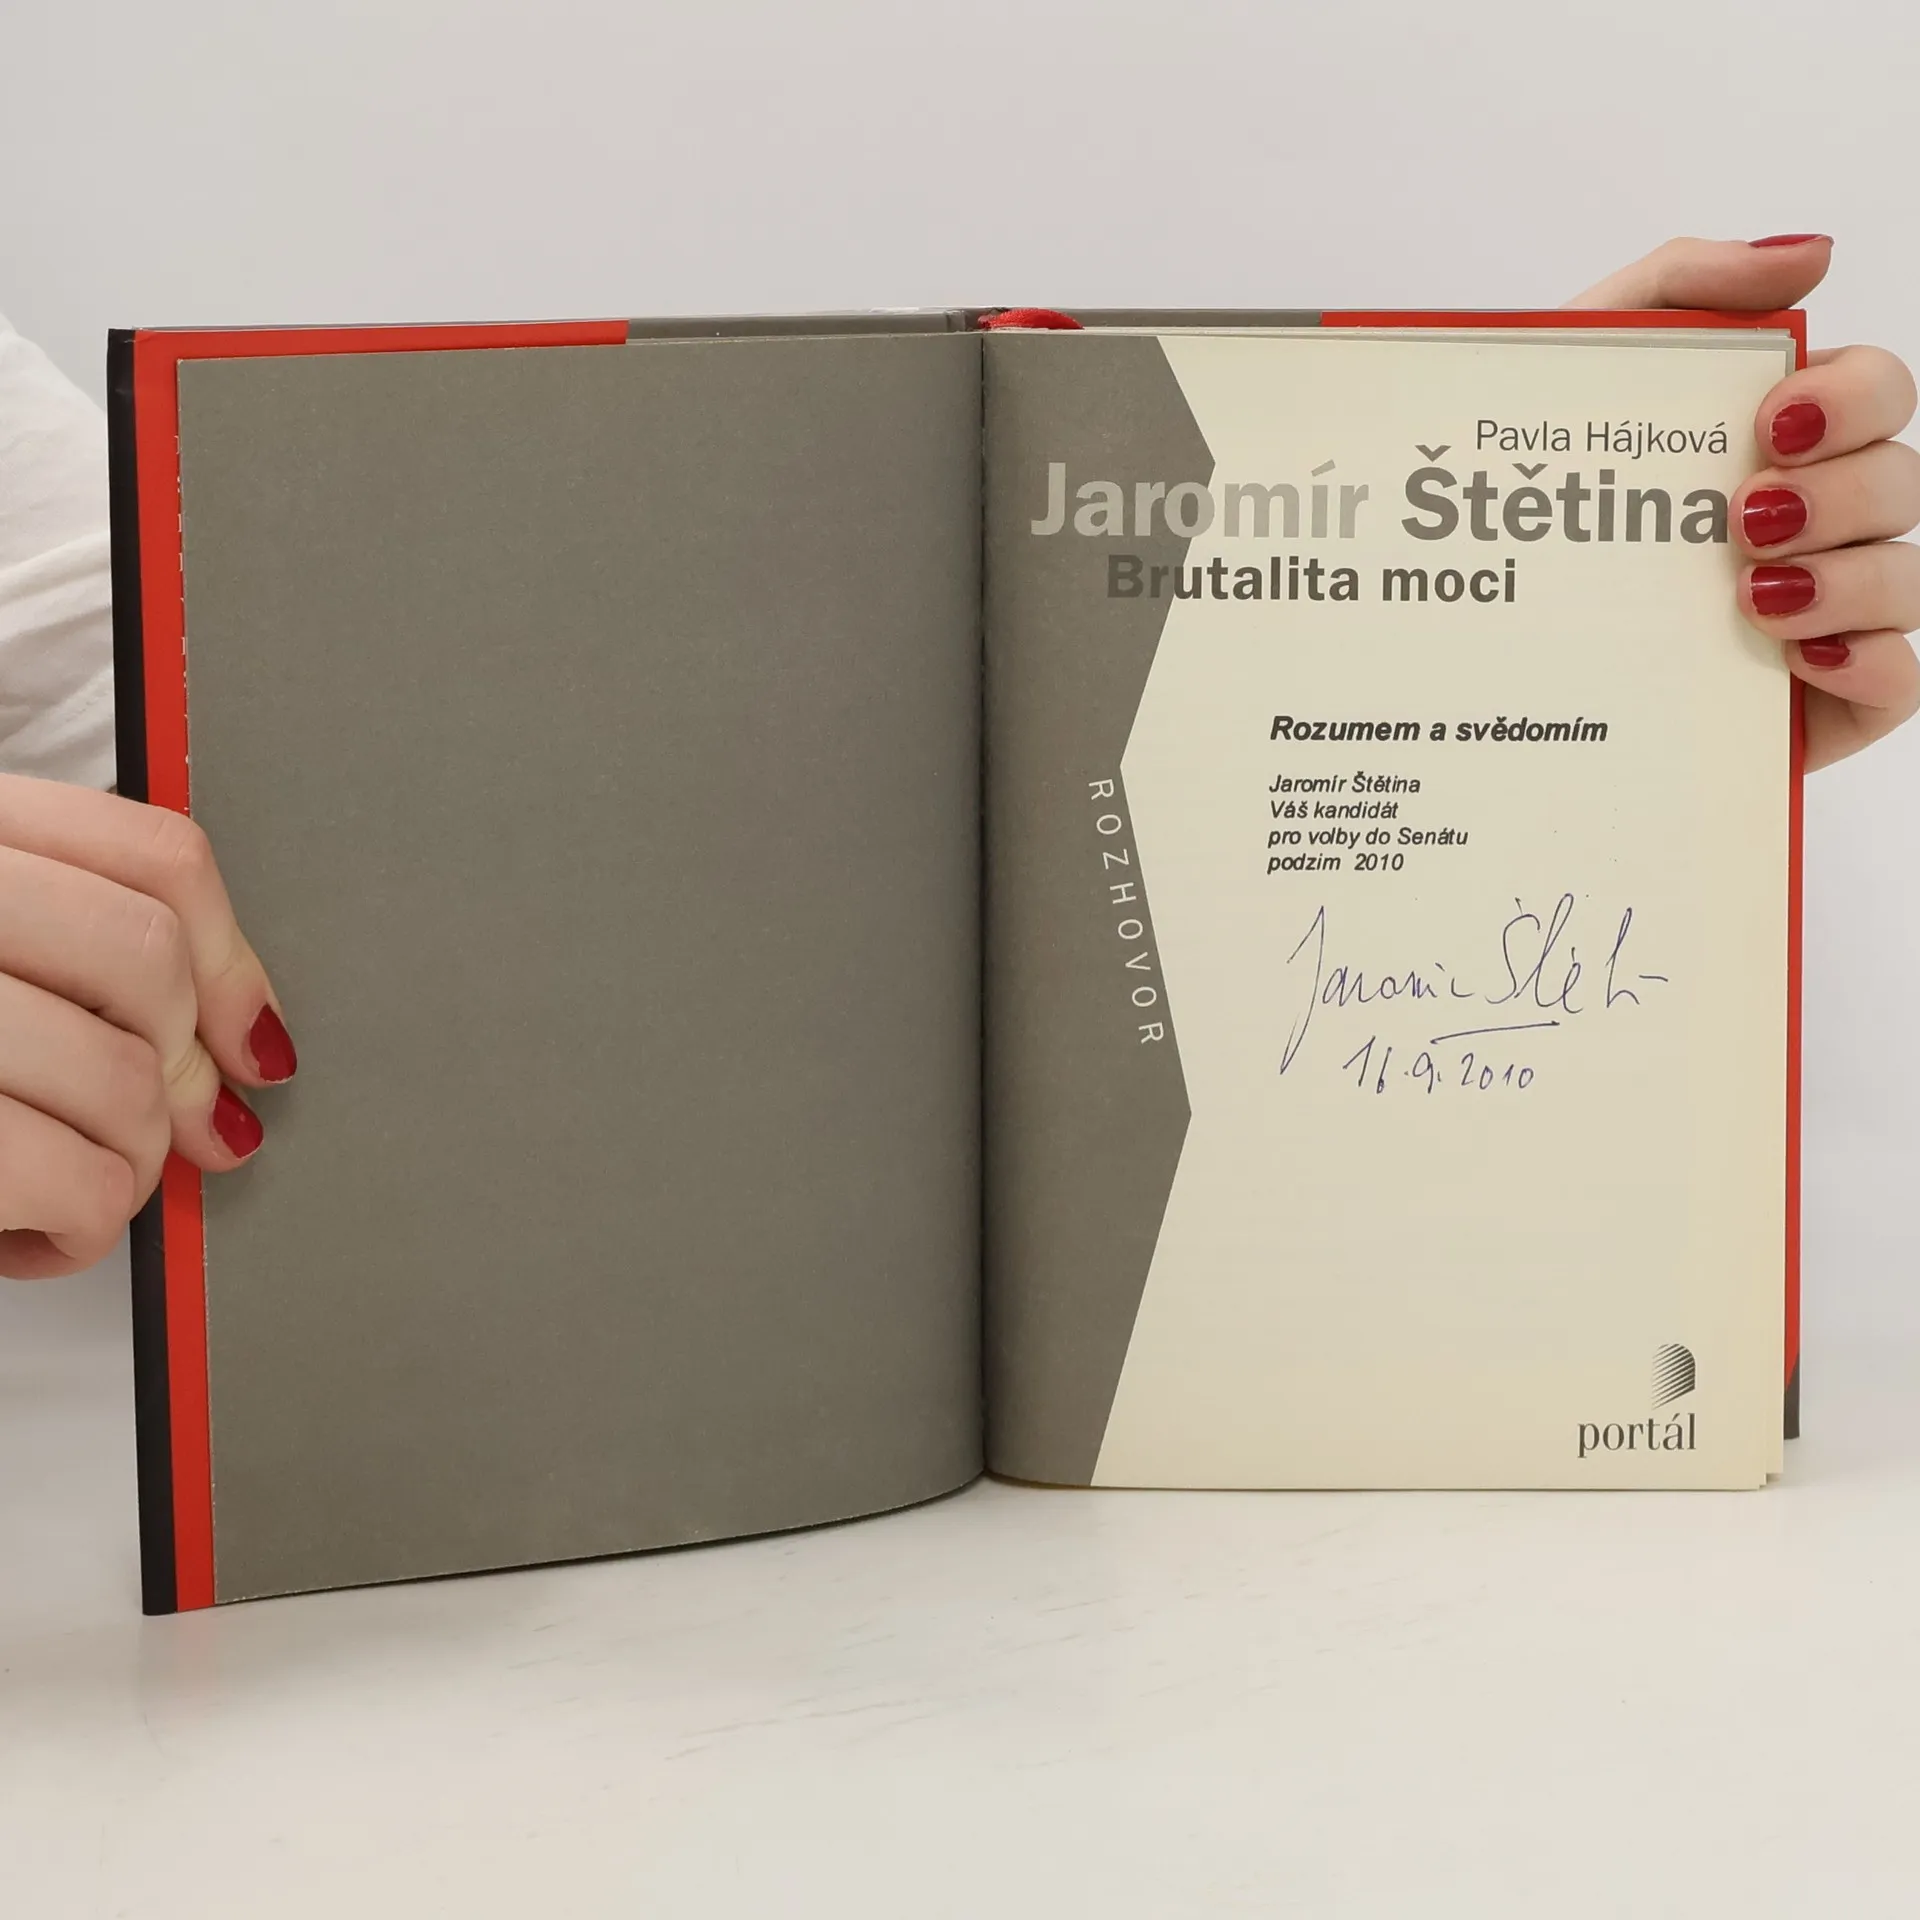 Pavla Hájková
Jaromír Štětina
Brutalita moci
Rozumem a svědomím
Jaromír Štětina
Váš kandidát
pro volby do Senátu
podzim 2010
ROZHOVOR
Jaromír Štětina
16.9.2010
portál